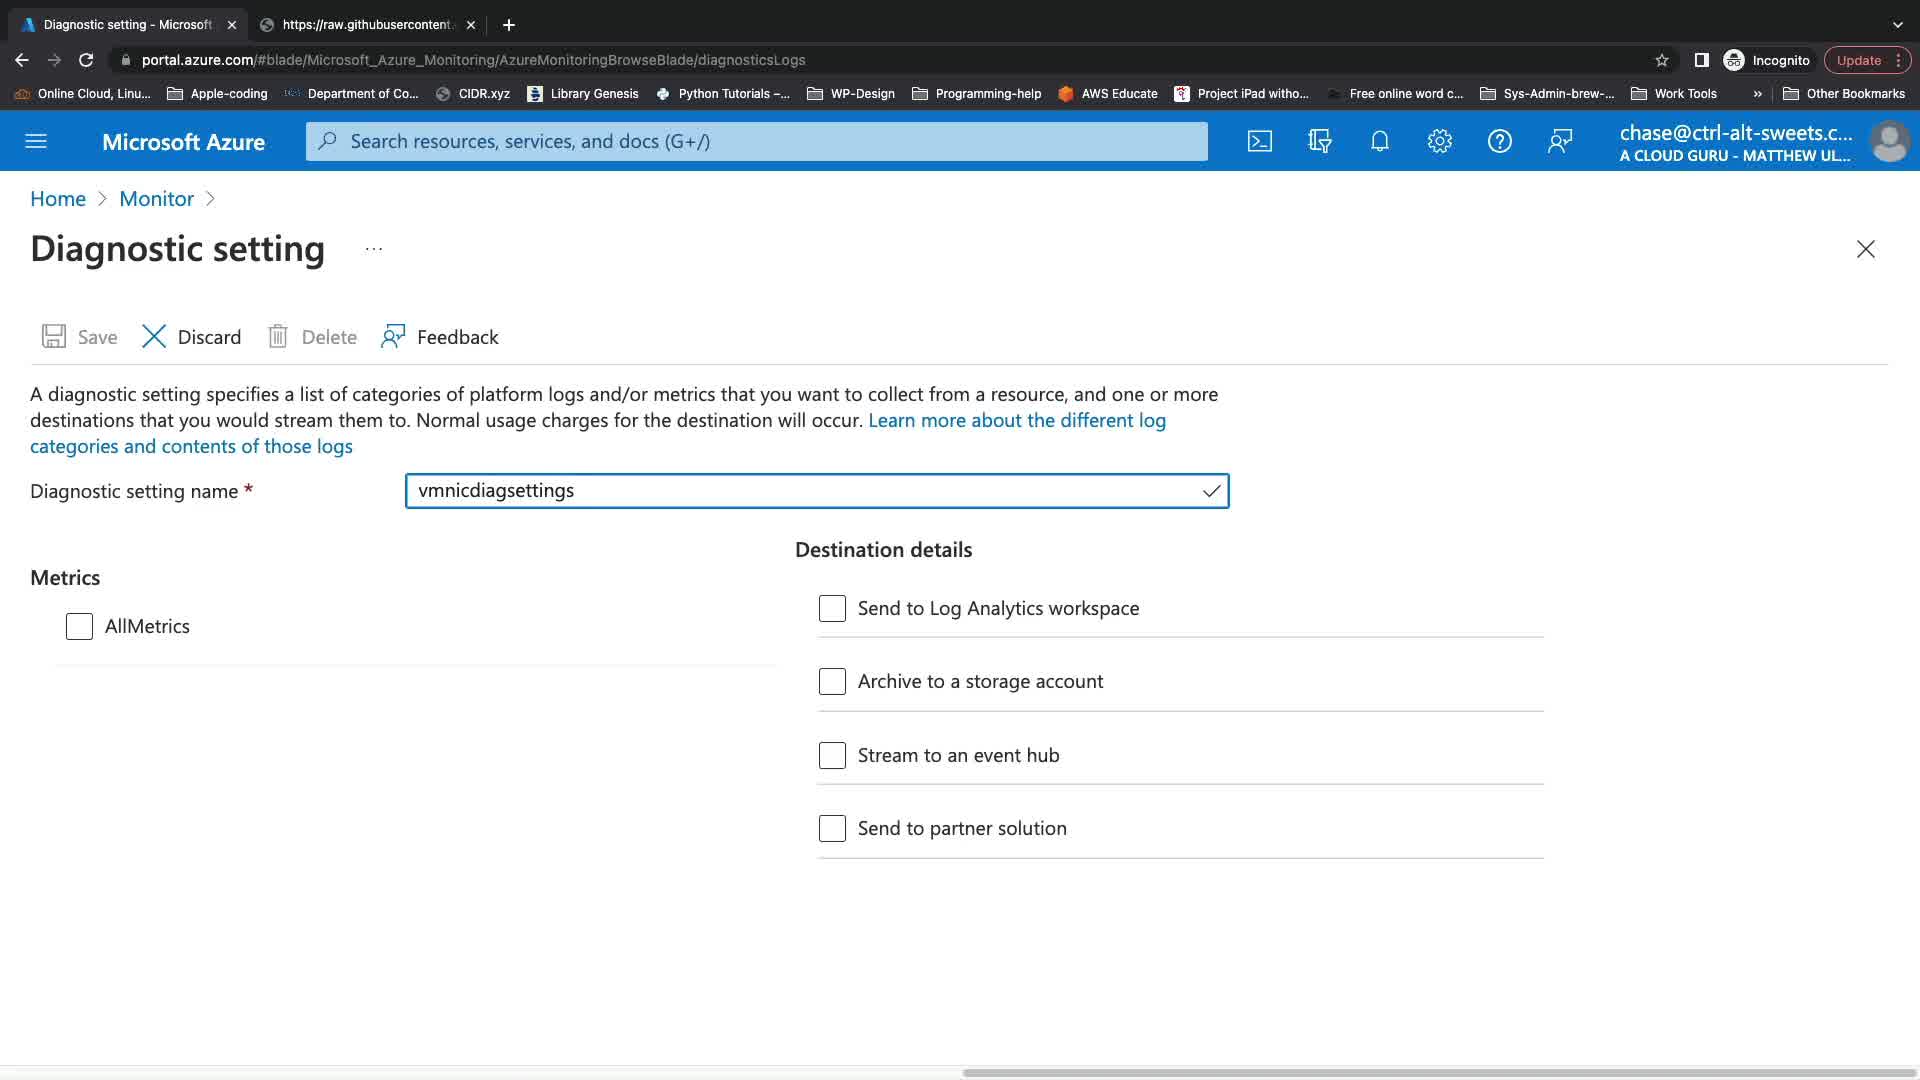 Diagnostic setting - Microsoft
https://raw.githubusercontent.
portal.azure.com/#blade/Microsoft_Azure_Monitoring/AzureMonitoringBrowseBlade/diagnosticsLogs
Incognito
Update
Online Cloud, Linu...
Apple-coding
Department of Co...
CIDR.xyz
Library Genesis
Python Tutorials –...
WP-Design
Programming-help
AWS Educate
Project iPad witho...
Free online word c...
Sys-Admin-brew-...
Work Tools
»
Other Bookmarks
Microsoft Azure
Search resources, services, and docs (G+/)
chase@ctrl-alt-sweets.c...
A CLOUD GURU - MATTHEW UL...
Home > Monitor >
Diagnostic setting ...
Save
Discard
Delete
Feedback
A diagnostic setting specifies a list of categories of platform logs and/or metrics that you want to collect from a resource, and one or more
destinations that you would stream them to. Normal usage charges for the destination will occur. Learn more about the different log
categories and contents of those logs
Diagnostic setting name *
vmnicdiagsettings
Destination details
Metrics
AllMetrics
Send to Log Analytics workspace
Archive to a storage account
Stream to an event hub
Send to partner solution